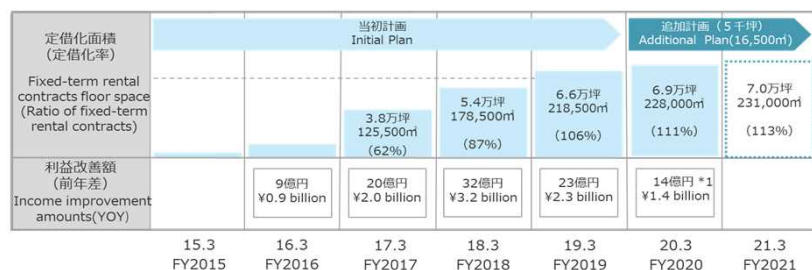 定借化面積
(定借化率)
Fixed-term rental
contracts floor space
(Ratio of fixed-term
rental contracts)
当初計画
Initial Plan
追加計画（５千坪）
Additional Plan(16,500㎡)
3.8万坪
125,500㎡
(62%)
5.4万坪
178,500㎡
(87%)
6.6万坪
218,500㎡
(106%)
6.9万坪
228,000㎡
(111%)
7.0万坪
231,000㎡
(113%)
利益改善額
(前年差)
Income improvement
amounts(YOY)
9億円
¥0.9 billion
20億円
¥2.0 billion
32億円
¥3.2 billion
23億円
¥2.3 billion
14億円 *1
¥1.4 billion
15.3
FY2015
16.3
FY2016
17.3
FY2017
18.3
FY2018
19.3
FY2019
20.3
FY2020
21.3
FY2021